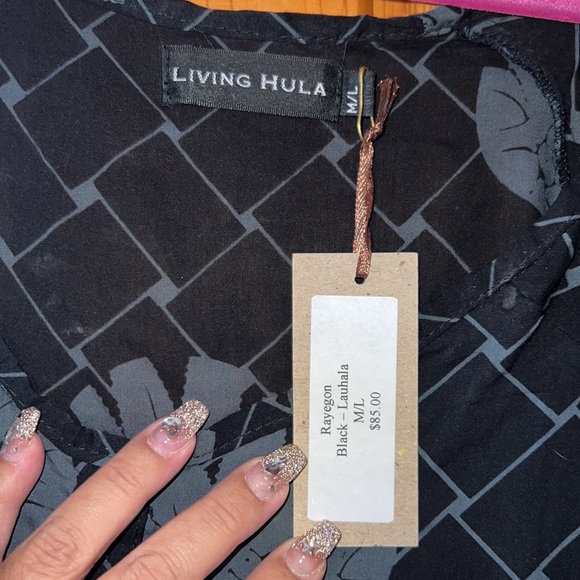 LIVING HULA
M/L
Rayegon
Black – Lauhala
M/L
$85.00